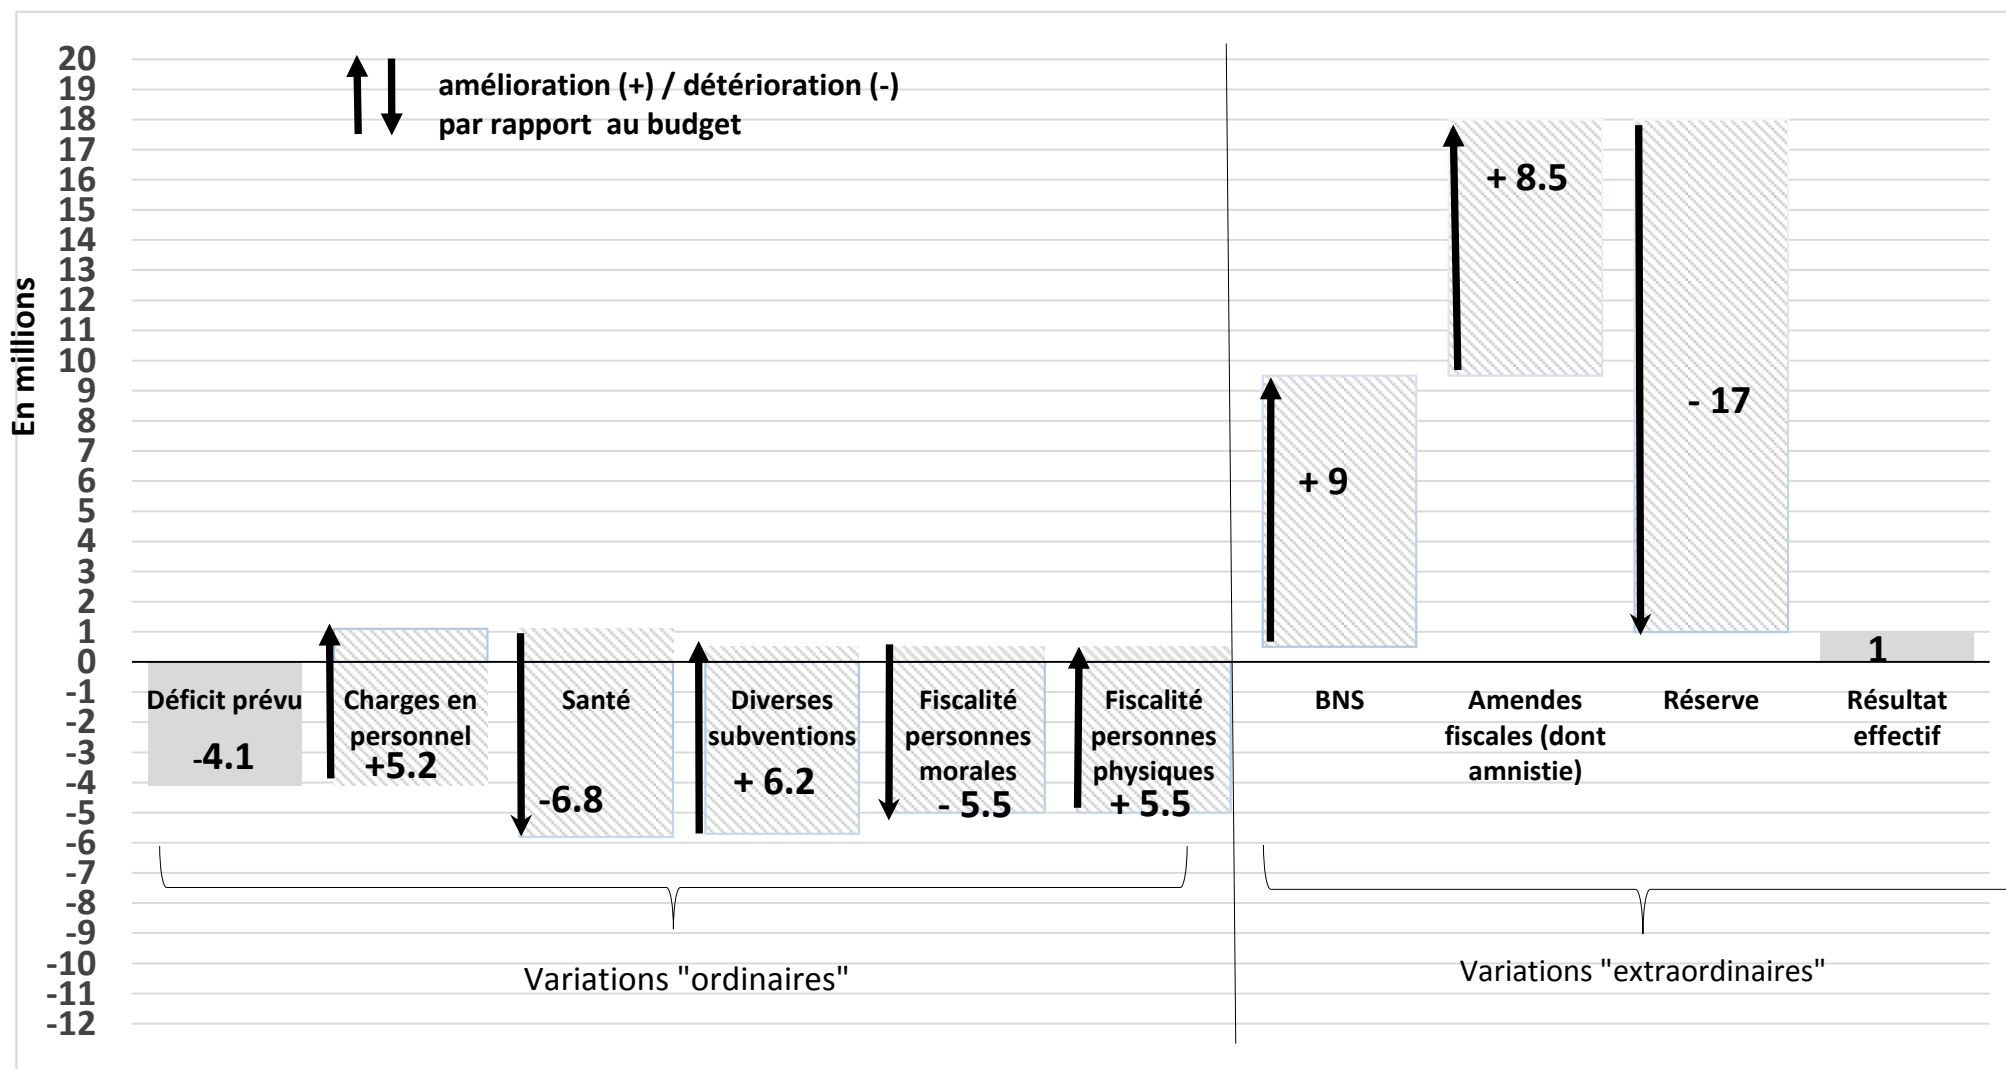 20
19
18
17
16
15
14
13
12
11
10
9
8
7
6
5
4
3
2
1
0
-1
-2
-3
-4
-5
-6
-7
-8
-9
-10
-11
-12
En millions
amélioration (+) / détérioration (-)
par rapport au budget
Déficit prévu
-4.1
Charges en
personnel
+5.2
Santé
-6.8
Diverses
subventions
+ 6.2
Fiscalité
personnes
morales
- 5.5
Fiscalité
personnes
physiques
+ 5.5
+ 9
BNS
+ 8.5
Amendes
fiscales (dont
amnistie)
- 17
Réserve
1
Résultat
effectif
Variations "ordinaires"
Variations "extraordinaires"